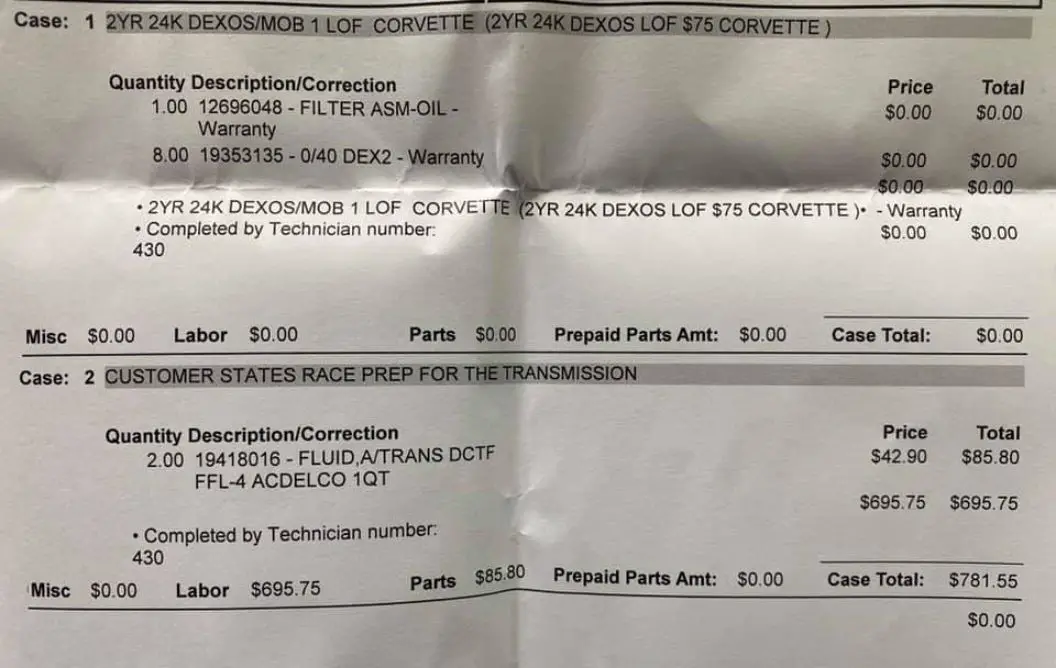 Case: 1 2YR 24K DEXOS/MOB 1 LOF CORVETTE (2YR 24K DEXOS LOF $75 CORVETTE )
Quantity Description/Correction Price Total
1.00 12696048 - FILTER ASM-OIL - $0.00 $0.00
Warranty
8.00 19353135 - 0/40 DEX2 - Warranty $0.00 $0.00
$0.00 $0.00
• 2YR 24K DEXOS/MOB 1 LOF CORVETTE (2YR 24K DEXOS LOF $75 CORVETTE )• - Warranty
• Completed by Technician number: $0.00 $0.00
430
Misc $0.00 Labor $0.00 Parts $0.00 Prepaid Parts Amt: $0.00 Case Total: $0.00
Case: 2 CUSTOMER STATES RACE PREP FOR THE TRANSMISSION
Quantity Description/Correction Price Total
2.00 19418016 - FLUID,A/TRANS DCTF $42.90 $85.80
FFL-4 ACDELCO 1QT
$695.75 $695.75
• Completed by Technician number:
430
Misc $0.00 Labor $695.75 Parts $85.80 Prepaid Parts Amt: $0.00 Case Total: $781.55
$0.00